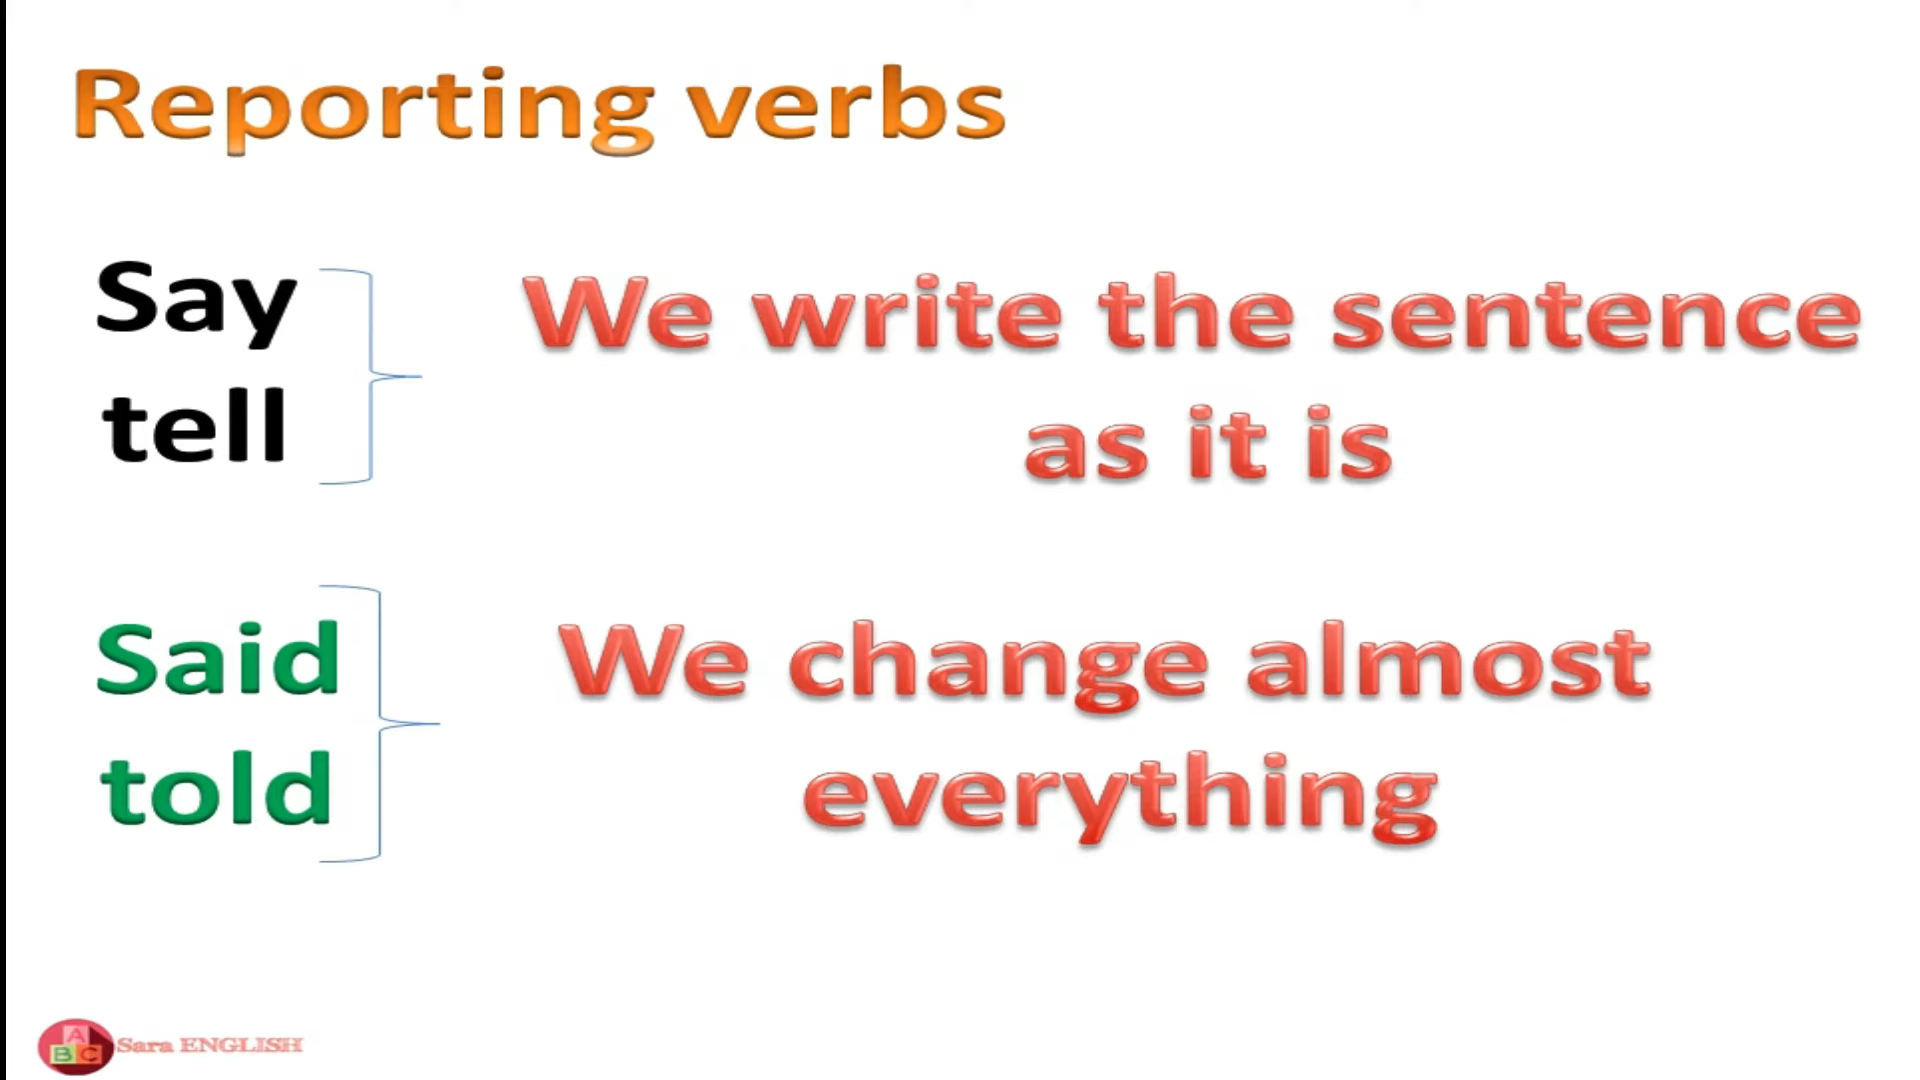 Reporting verbs
Say
tell
We write the sentence
as it is
Said
told
We change almost
everything
A
B C
Sara ENGLISH